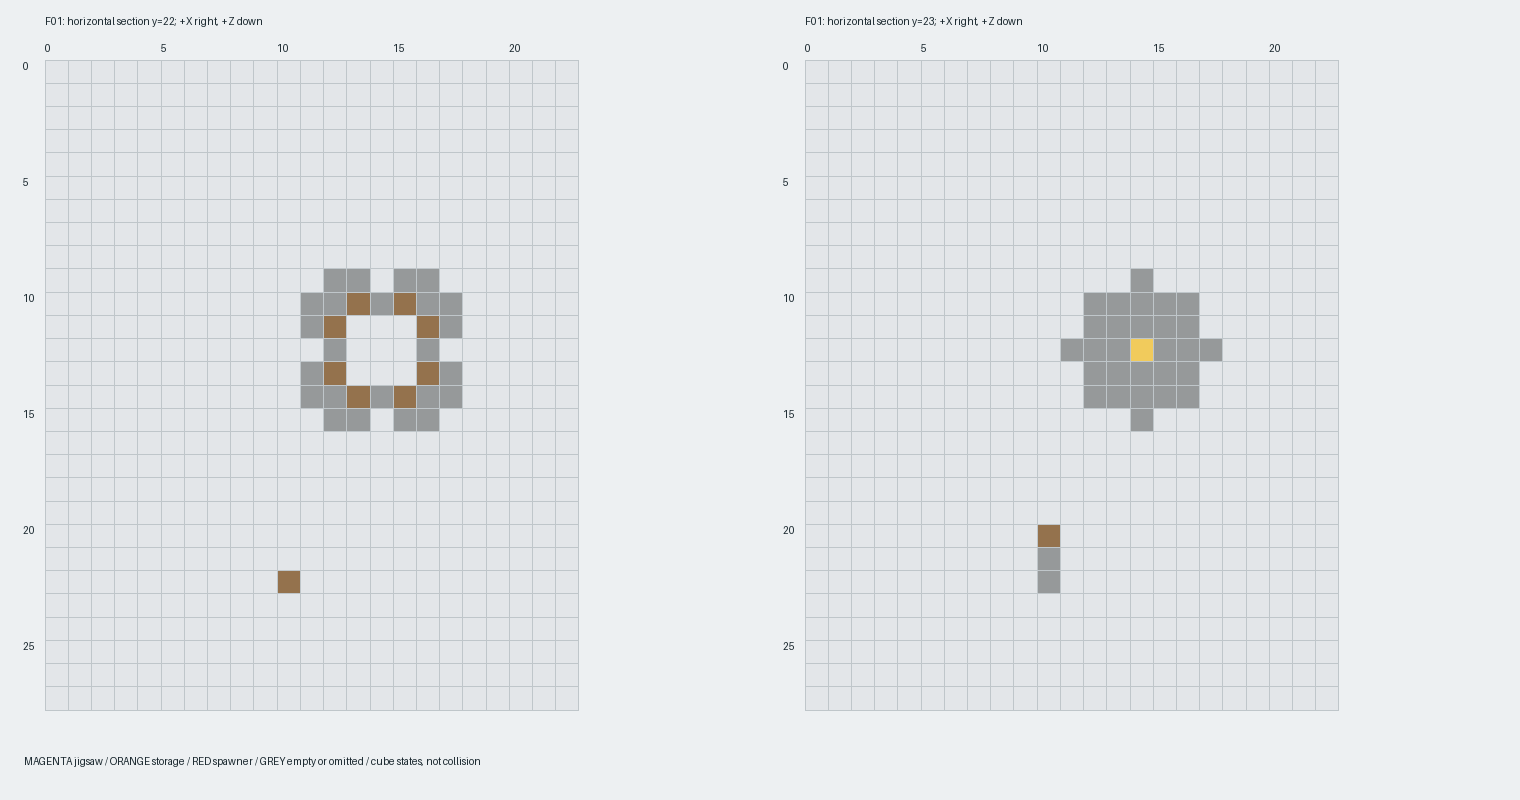 F01: horizontal section y=22; +X right, +Z down
F01: horizontal section y=23; +X right, +Z down
0 5 10 15 20
0 5 10 15 20
0
5
10
15
20
25
0
5
10
15
20
25
MAGENTA jigsaw / ORANGE storage / RED spawner / GREY empty or omitted / cube states, not collision